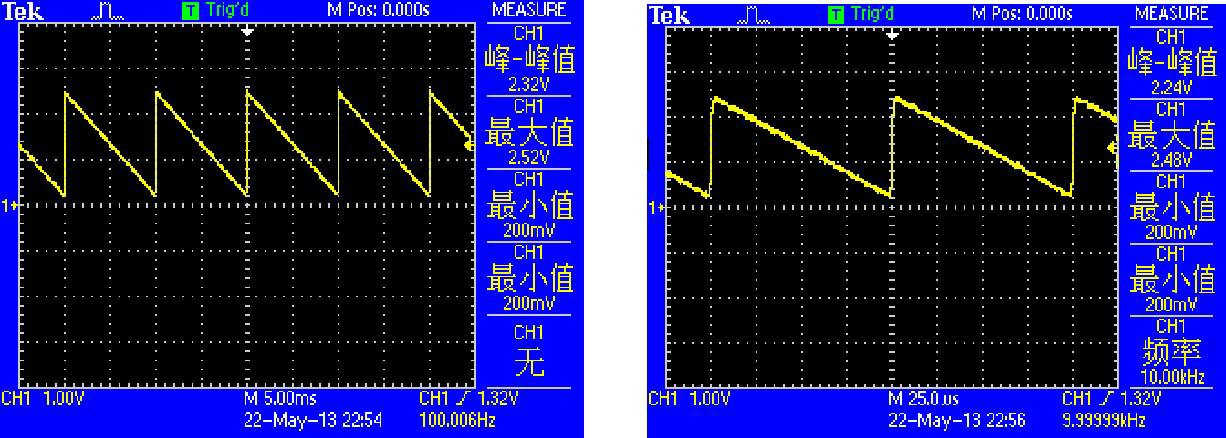 Tek
T Trig'd
M Pos: 0.000s
MEASURE
CH1
峰-峰值
2.32V
CH1
最大值
2.52V
CH1
最小值
200mV
CH1
最小值
200mV
CH1
无
1+
CH1 1.00V
M 5.00ms
CH1 / 1.32V
22-May-13 22:54
100.006Hz
Tek
T Trig'd
M Pos: 0.000s
MEASURE
CH1
峰-峰值
2.24V
CH1
最大值
2.48V
CH1
最小值
200mV
CH1
最小值
200mV
CH1
频率
10.00kHz
1+
CH1 1.00V
M 25.0µs
CH1 / 1.32V
22-May-13 22:56
9.99999kHz